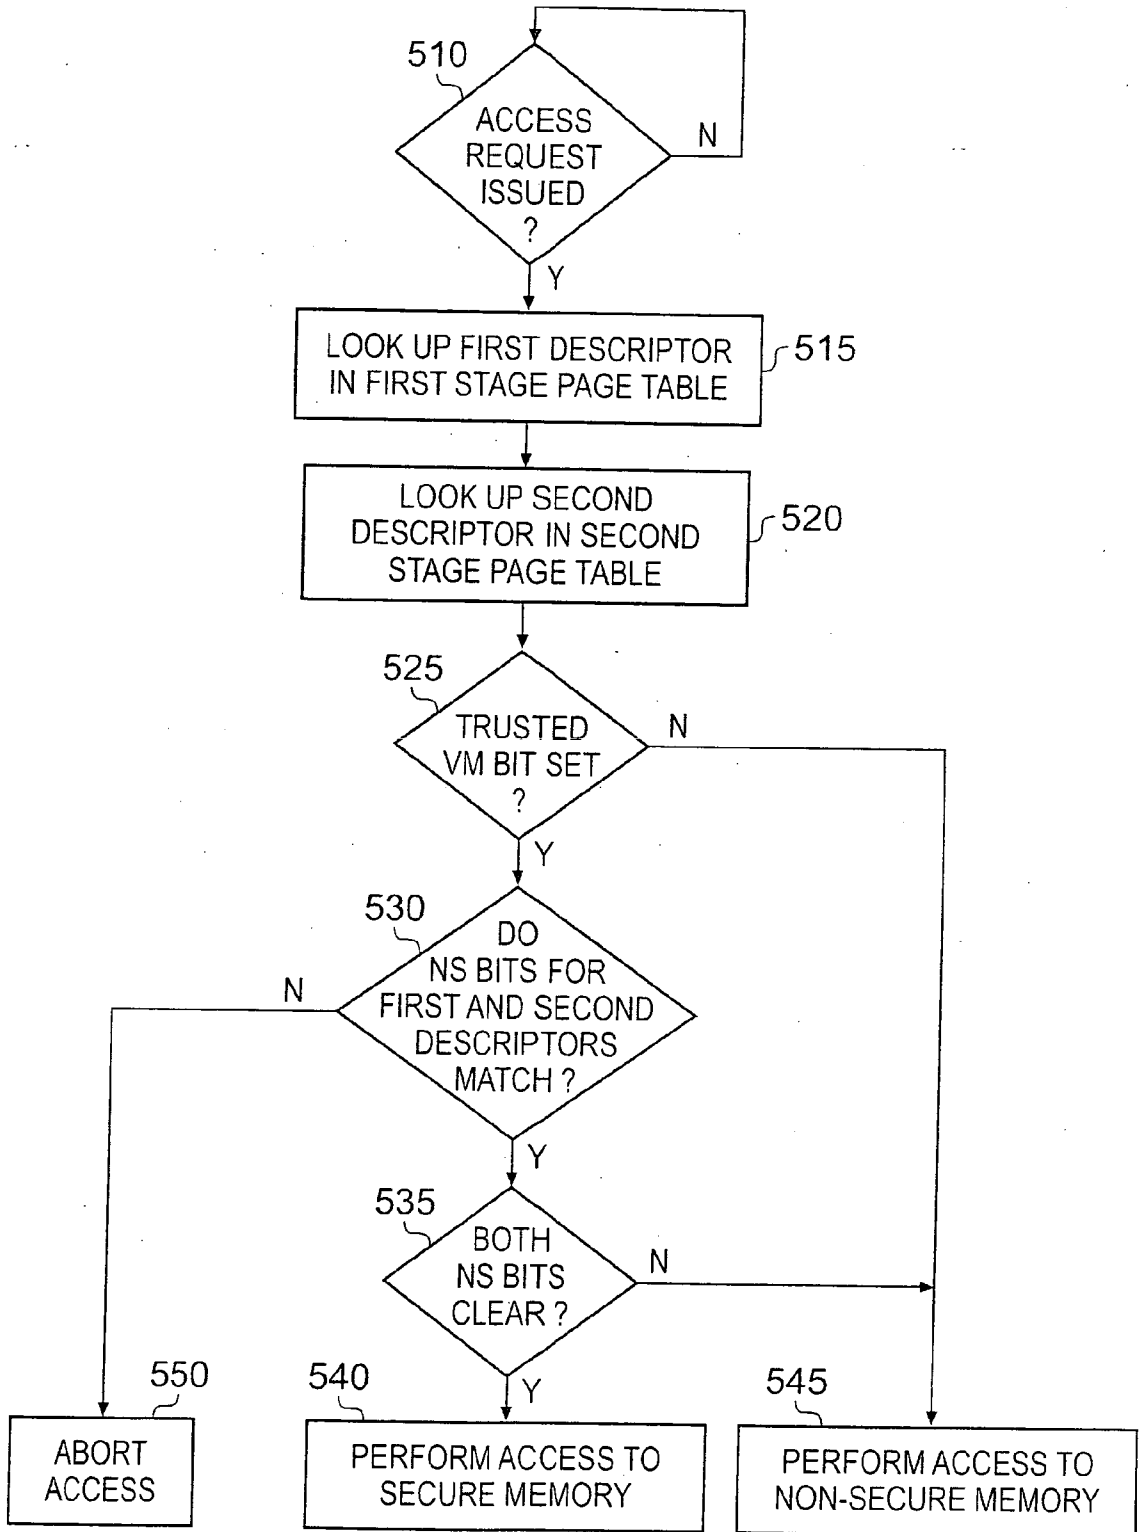 510
ACCESS
REQUEST
ISSUED
?
N
Y
LOOK UP FIRST DESCRIPTOR
IN FIRST STAGE PAGE TABLE
515
LOOK UP SECOND
DESCRIPTOR IN SECOND
STAGE PAGE TABLE
520
525
TRUSTED
VM BIT SET
?
N
Y
530
DO
NS BITS FOR
FIRST AND SECOND
DESCRIPTORS
MATCH ?
N
Y
535
BOTH
NS BITS
CLEAR ?
N
Y
550
ABORT
ACCESS
540
PERFORM ACCESS TO
SECURE MEMORY
545
PERFORM ACCESS TO
NON-SECURE MEMORY